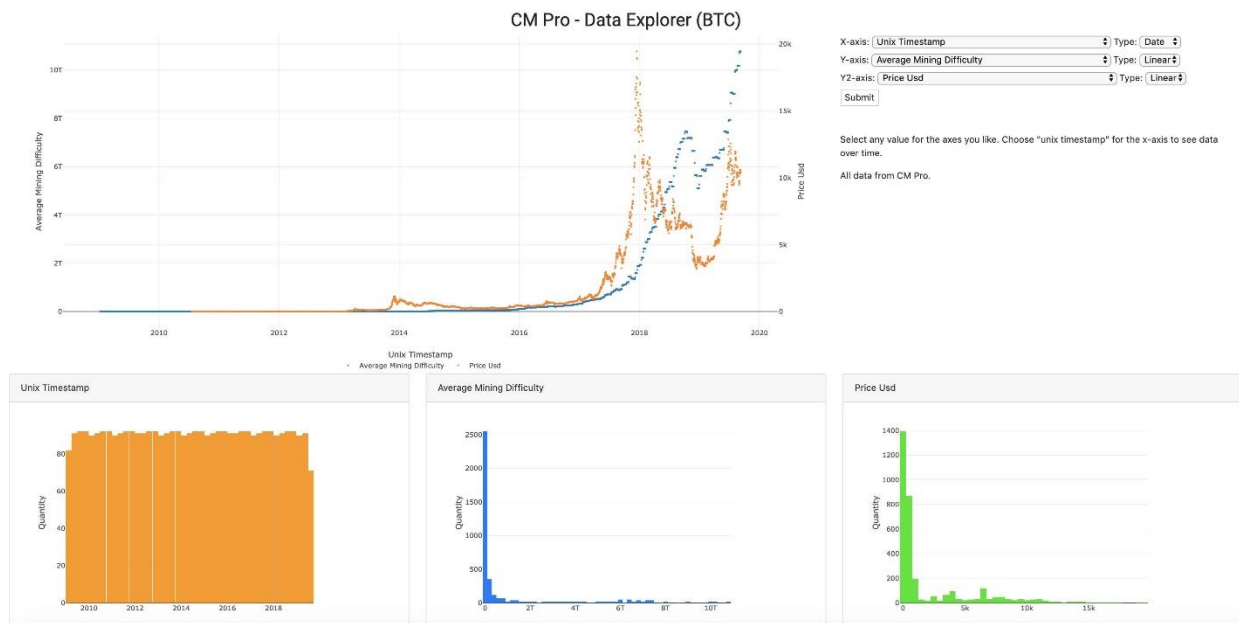 CM Pro - Data Explorer (BTC)
X-axis: Unix Timestamp Type: Date
Y-axis: Average Mining Difficulty Type: Linear
Y2-axis: Price Usd Type: Linear
Submit
Select any value for the axes you like. Choose "unix timestamp" for the x-axis to see data
over time.
All data from CM Pro.
Average Mining Difficulty
10T
8T
6T
4T
2T
0
20k
15k
10k
5k
0
Price Usd
2010 2012 2014 2016 2018 2020
Unix Timestamp
Average Mining Difficulty Price Usd
Unix Timestamp
Quantity
80
60
40
20
0
2010 2012 2014 2016 2018
Average Mining Difficulty
Quantity
2500
2000
1500
1000
500
0
0 2T 4T 6T 8T 10T
Price Usd
Quantity
1400
1200
1000
800
600
400
200
0
0 5k 10k 15k